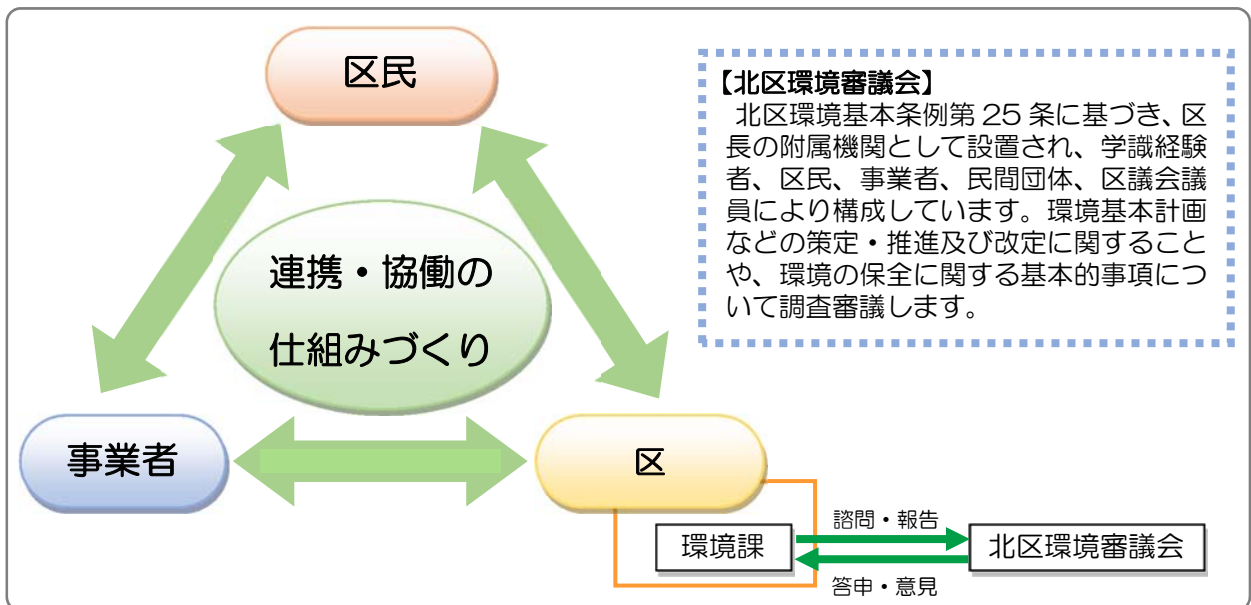 区民
【北区環境審議会】
北区環境基本条例第 25 条に基づき、区
長の附属機関として設置され、学識経験
者、区民、事業者、民間団体、区議会議
員により構成しています。環境基本計画
などの策定・推進及び改定に関すること
や、環境の保全に関する基本的事項につ
いて調査審議します。
連携・協働の
仕組みづくり
事業者
区
環境課
諮問・報告
答申・意見
北区環境審議会